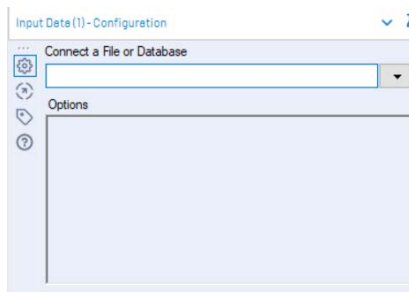 Input Data (1) - Configuration
Connect a File or Database
Options